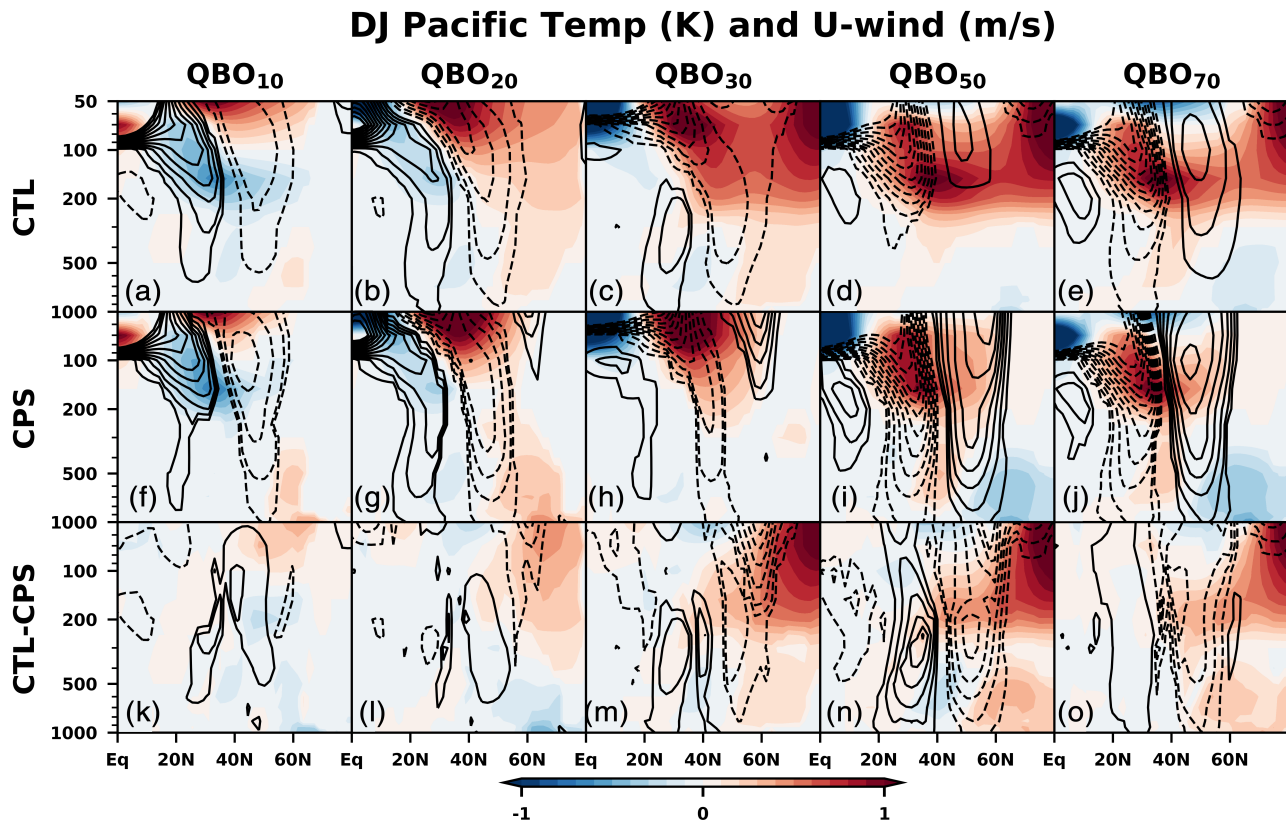 DJ Pacific Temp (K) and U-wind (m/s)
QBO₁₀ QBO₂₀ QBO₃₀ QBO₅₀ QBO₇₀
CTL
50
100
200
500
1000
(a) (b) (c) (d) (e)
CPS
100
200
500
1000
(f) (g) (h) (i) (j)
CTL-CPS
100
200
500
1000
(k) (l) (m) (n) (o)
Eq 20N 40N 60N Eq 20N 40N 60N Eq 20N 40N 60N Eq 20N 40N 60N Eq 20N 40N 60N
-1 0 1